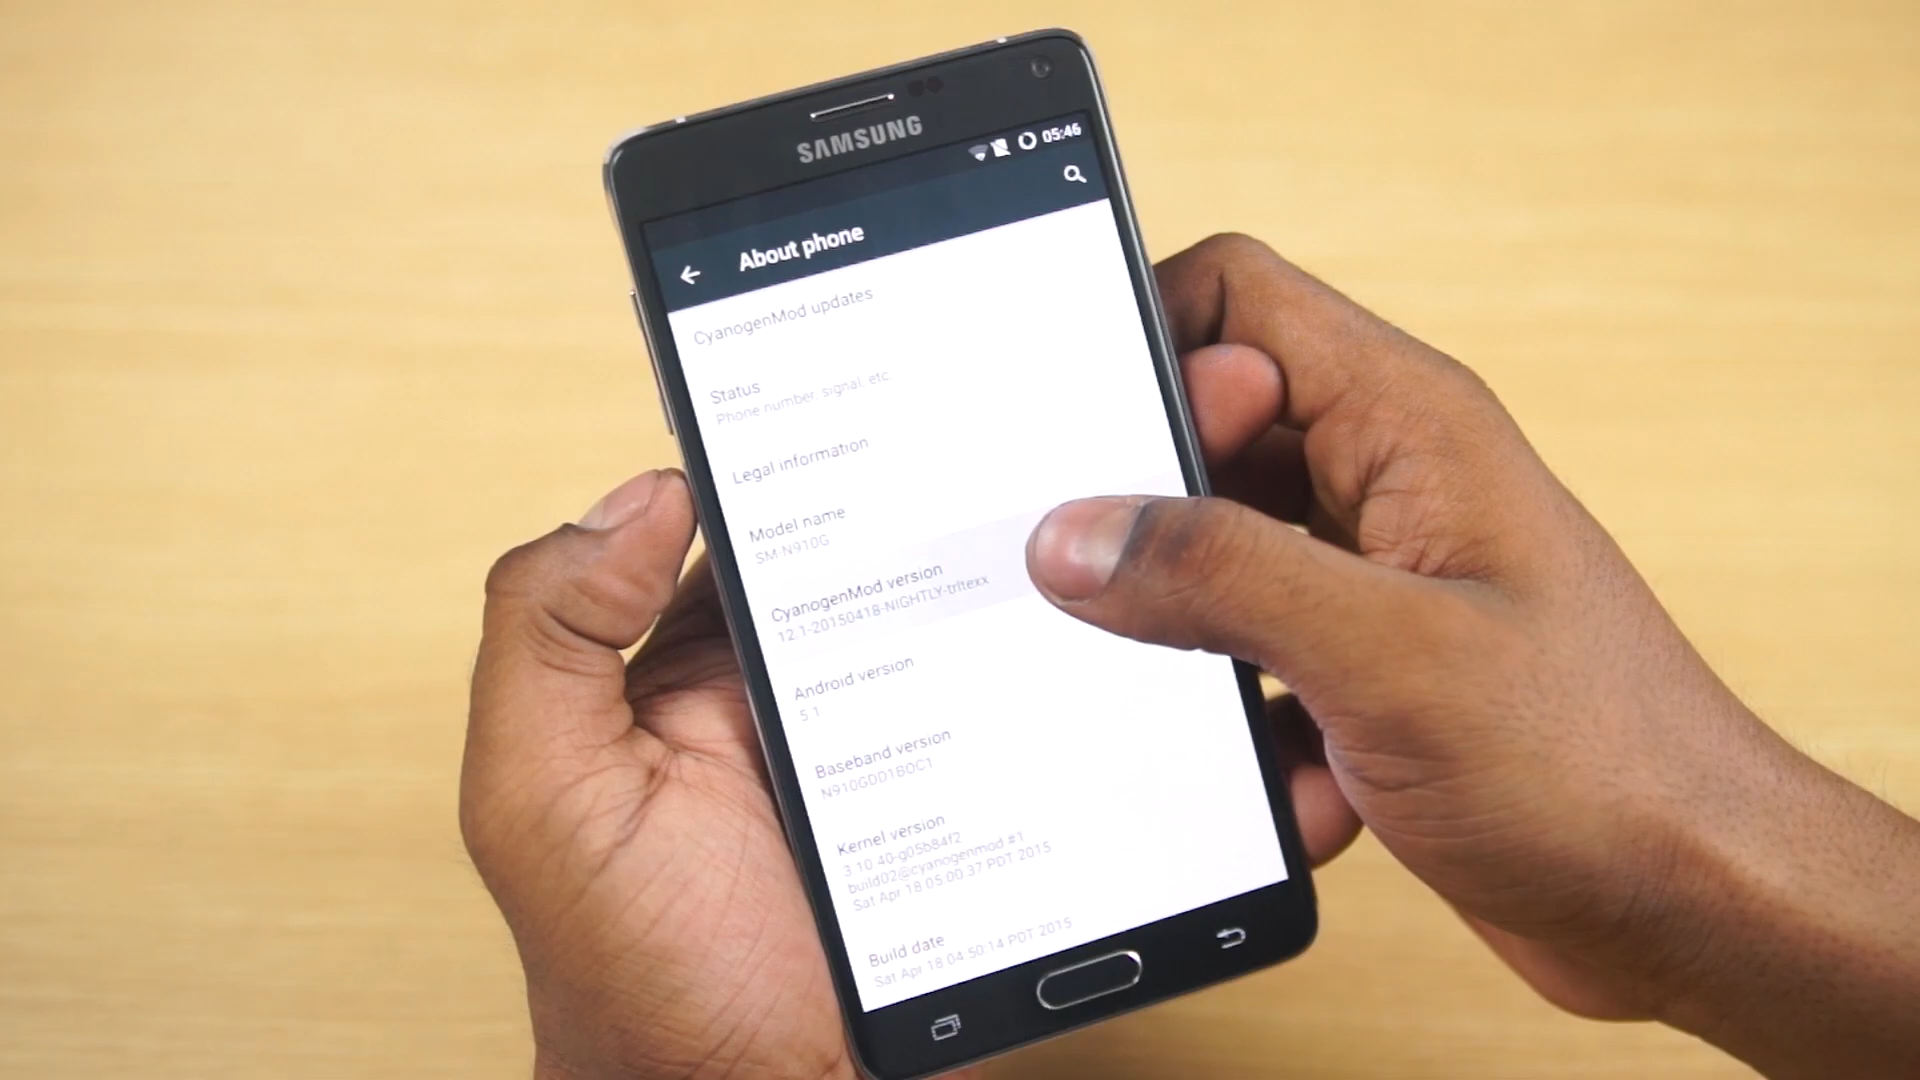 SAMSUNG
05:46
About phone
CyanogenMod updates
Status
Phone number, signal, etc.
Legal information
Model name
SM-N910G
CyanogenMod version
12.1-20150418-NIGHTLY-trltexx
Android version
5.1
Baseband version
N910GDD1BOC1
Kernel version
3.10.40-g05b84f2
build02@cyanogenmod #1
Sat Apr 18 05:00:37 PDT 2015
Build date
Sat Apr 18 04:50:14 PDT 2015